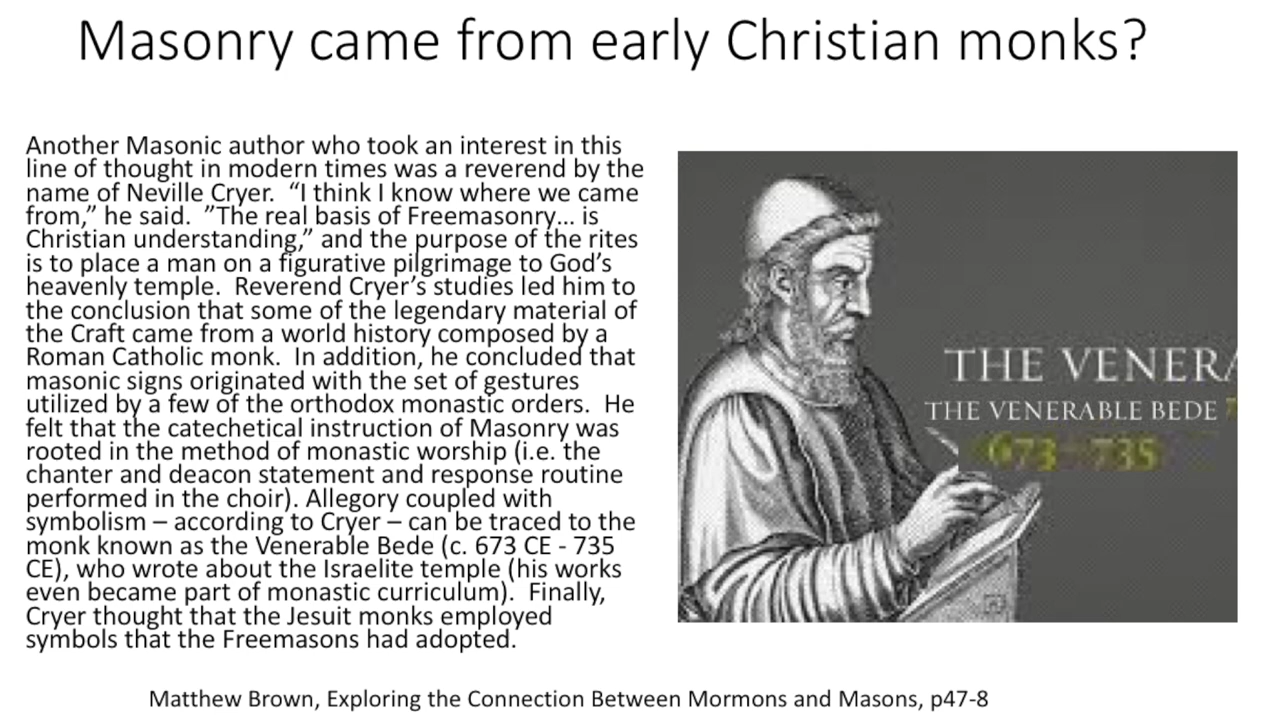 Masonry came from early Christian monks?
Another Masonic author who took an interest in this
line of thought in modern times was a reverend by the
name of Neville Cryer.  “I think I know where we came
from,” he said.  ”The real basis of Freemasonry... is
Christian understanding,” and the purpose of the rites
is to place a man on a figurative pilgrimage to God’s
heavenly temple.  Reverend Cryer’s studies led him to
the conclusion that some of the legendary material of
the Craft came from a world history composed by a
Roman Catholic monk.  In addition, he concluded that
masonic signs originated with the set of gestures
utilized by a few of the orthodox monastic orders.  He
felt that the catechetical instruction of Masonry was
rooted in the method of monastic worship (i.e. the
chanter and deacon statement and response routine
performed in the choir). Allegory coupled with
symbolism – according to Cryer – can be traced to the
monk known as the Venerable Bede (c. 673 CE - 735
CE), who wrote about the Israelite temple (his works
even became part of monastic curriculum).  Finally,
Cryer thought that the Jesuit monks employed
symbols that the Freemasons had adopted.
THE VENERA
THE VENERABLE BEDE
673 - 735
Matthew Brown, Exploring the Connection Between Mormons and Masons, p47-8